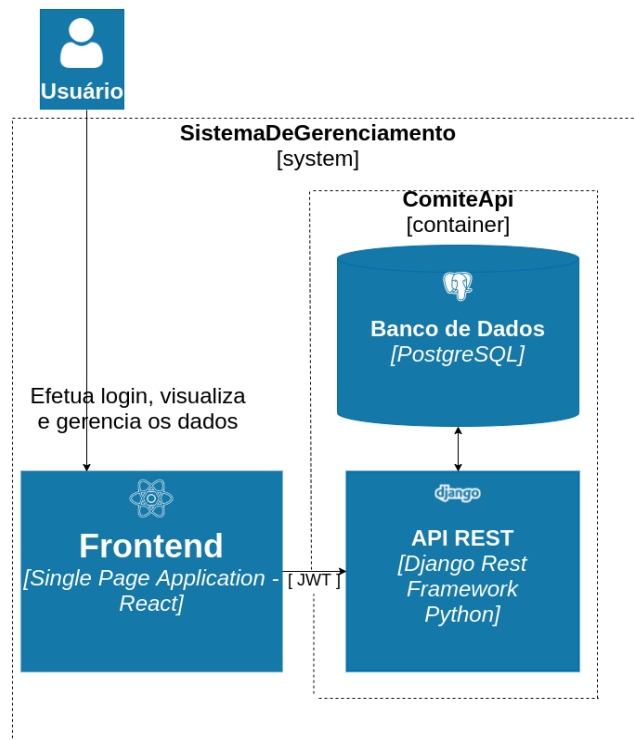 Usuário
SistemaDeGerenciamento
[system]
ComiteApi
[container]
Banco de Dados
[PostgreSQL]
Efetua login, visualiza
e gerencia os dados
Frontend
[Single Page Application -
React]
[ JWT ]
django
API REST
[Django Rest
Framework
Python]